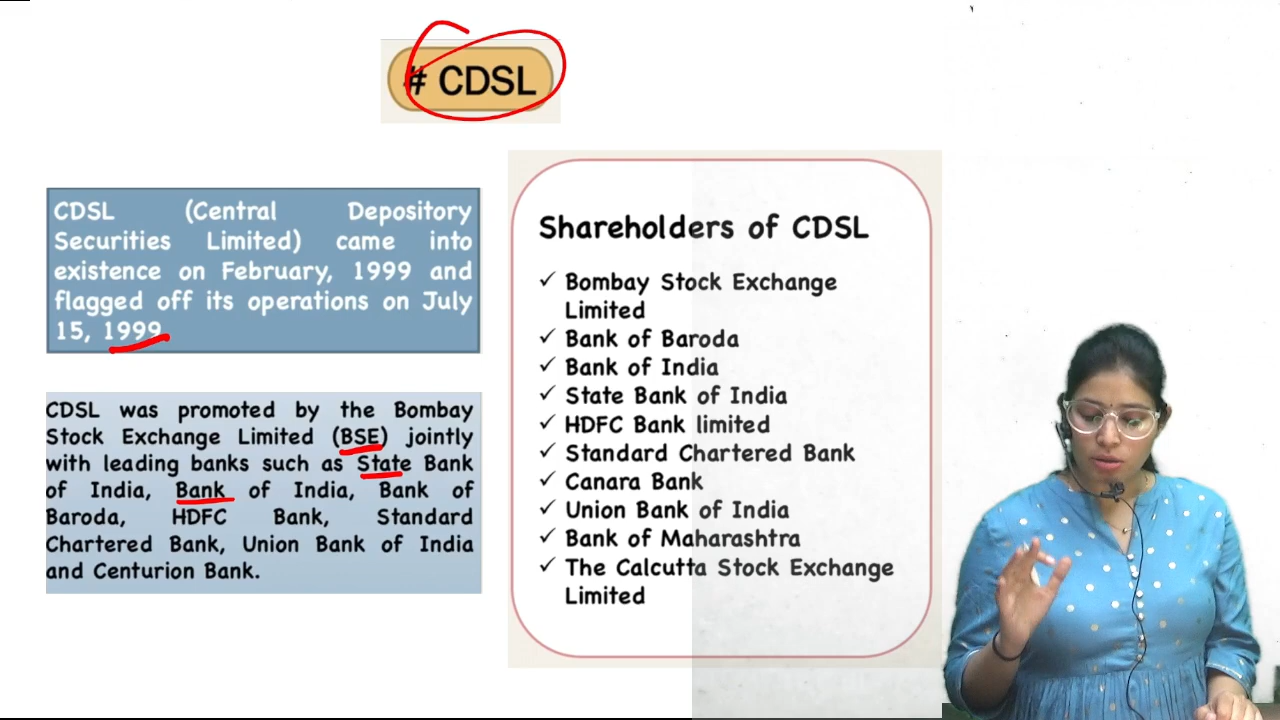 # CDSL
CDSL (Central Depository
Securities Limited) came into
existence on February, 1999 and
flagged off its operations on July
15, 1999
CDSL was promoted by the Bombay
Stock Exchange Limited (BSE) jointly
with leading banks such as State Bank
of India, Bank of India, Bank of
Baroda, HDFC Bank, Standard
Chartered Bank, Union Bank of India
and Centurion Bank.
Shareholders of CDSL
✓ Bombay Stock Exchange
Limited
✓ Bank of Baroda
✓ Bank of India
✓ State Bank of India
✓ HDFC Bank limited
✓ Standard Chartered Bank
✓ Canara Bank
✓ Union Bank of India
✓ Bank of Maharashtra
✓ The Calcutta Stock Exchange
Limited